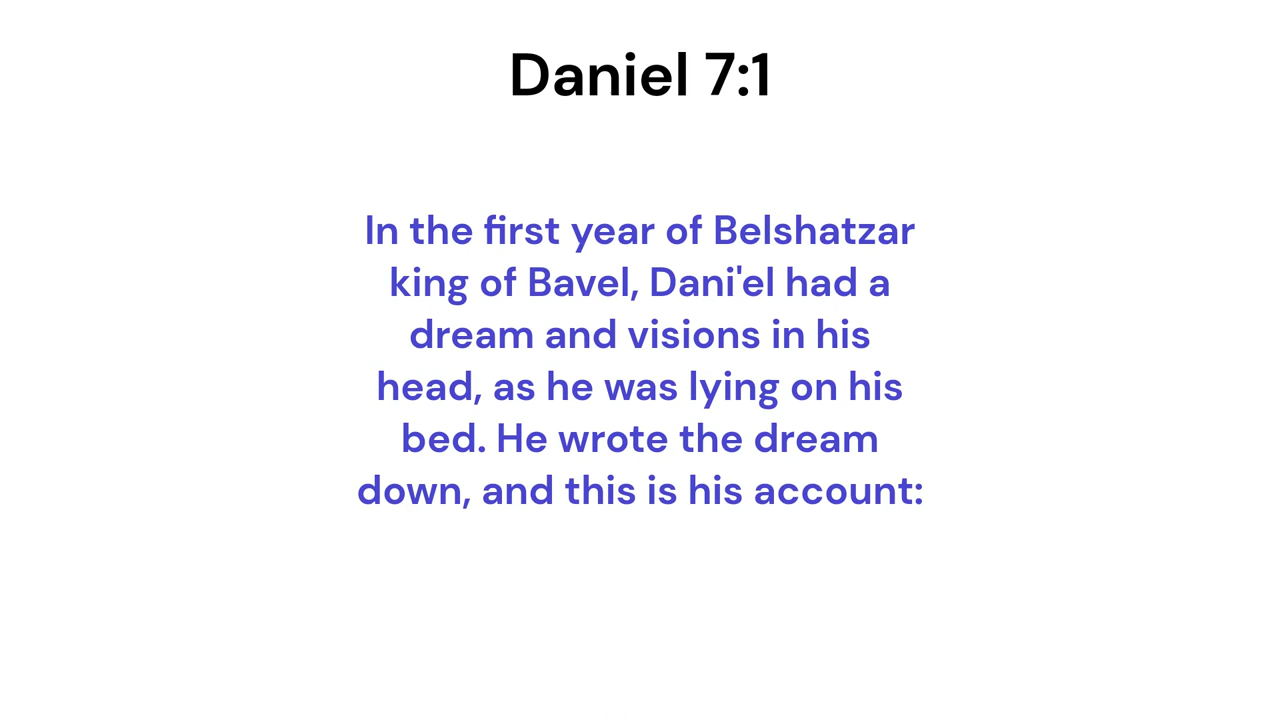 Daniel 7:1
In the first year of Belshatzar
king of Bavel, Dani'el had a
dream and visions in his
head, as he was lying on his
bed. He wrote the dream
down, and this is his account: